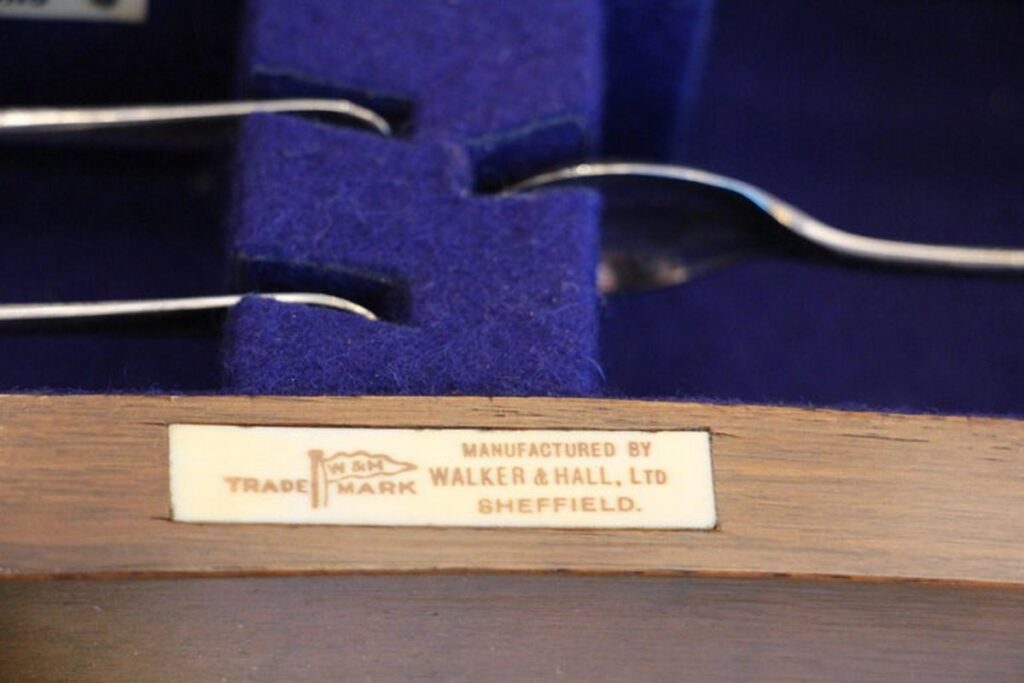 W & H
TRADE MARK
MANUFACTURED BY
WALKER & HALL, LTD
SHEFFIELD.